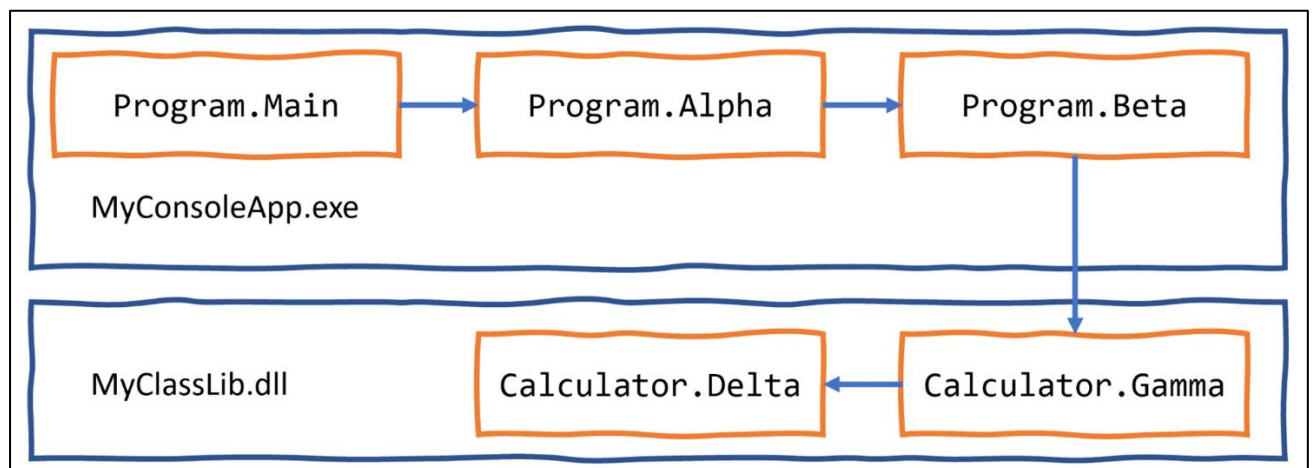 Program.Main
Program.Alpha
Program.Beta
MyConsoleApp.exe
MyClassLib.dll
Calculator.Delta
Calculator.Gamma